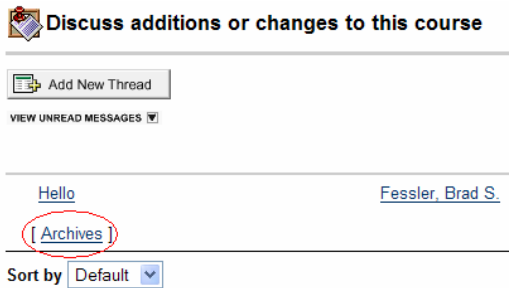 Discuss additions or changes to this course
Add New Thread
VIEW UNREAD MESSAGES
Hello Fessler, Brad S.
[ Archives ]
Sort by Default